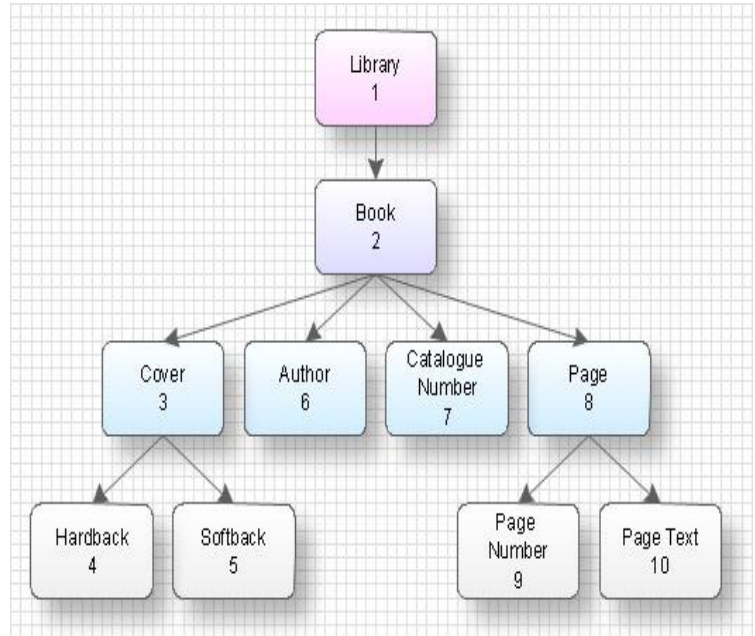 Library
1
Book
2
Cover
3
Author
6
Catalogue
Number
7
Page
8
Hardback
4
Softback
5
Page
Number
9
Page Text
10